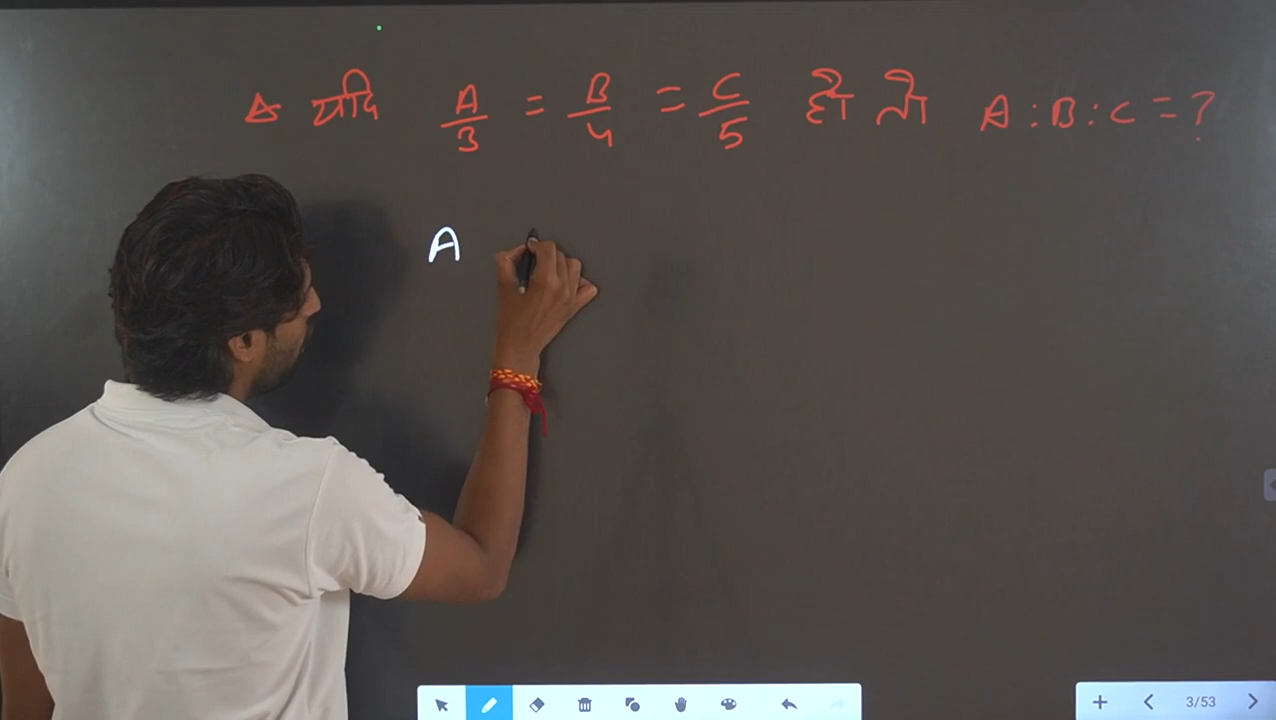 यदि A/3 = B/4 = C/5 हो तो A : B : C = ?
A
3/53